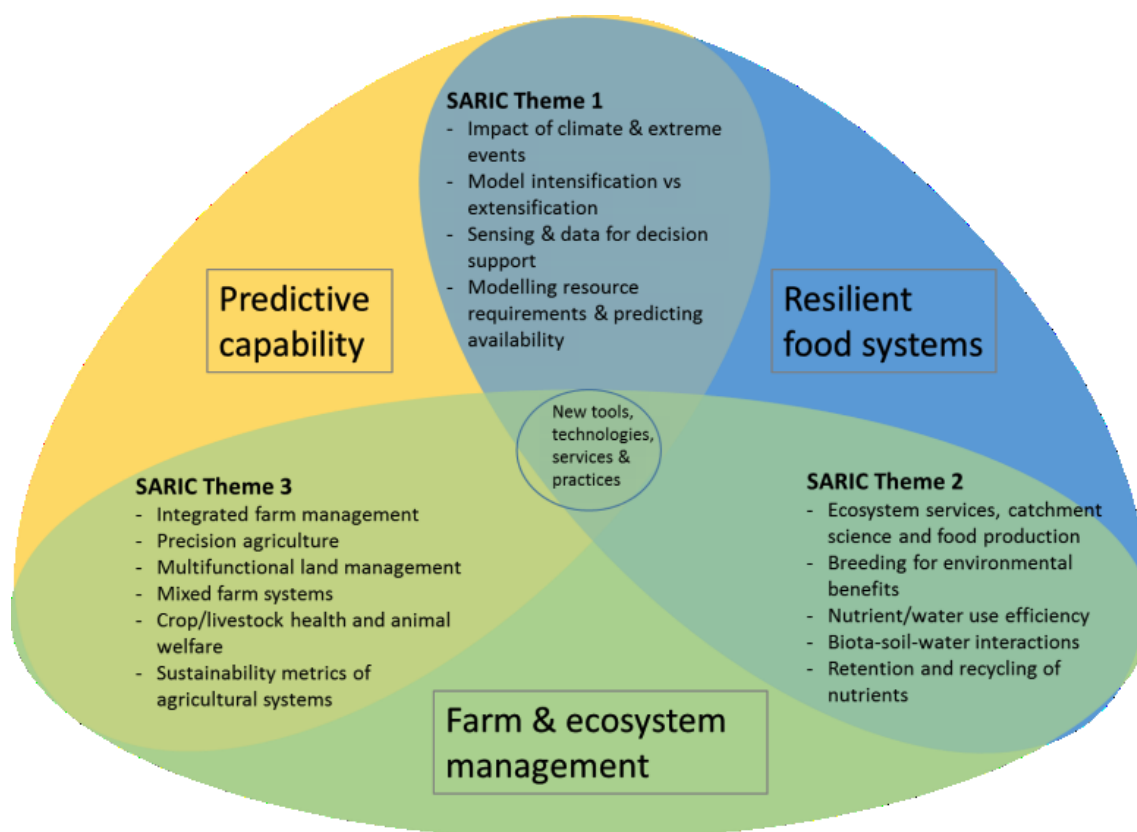 SARIC Theme 1
- Impact of climate & extreme
events
- Model intensification vs
extensification
- Sensing & data for decision
support
- Modelling resource
requirements & predicting
availability
Predictive
capability
Resilient
food systems
New tools,
technologies,
services &
practices
SARIC Theme 3
- Integrated farm management
- Precision agriculture
- Multifunctional land management
- Mixed farm systems
- Crop/livestock health and animal
welfare
- Sustainability metrics of
agricultural systems
SARIC Theme 2
- Ecosystem services, catchment
science and food production
- Breeding for environmental
benefits
- Nutrient/water use efficiency
- Biota-soil-water interactions
- Retention and recycling of
nutrients
Farm & ecosystem
management